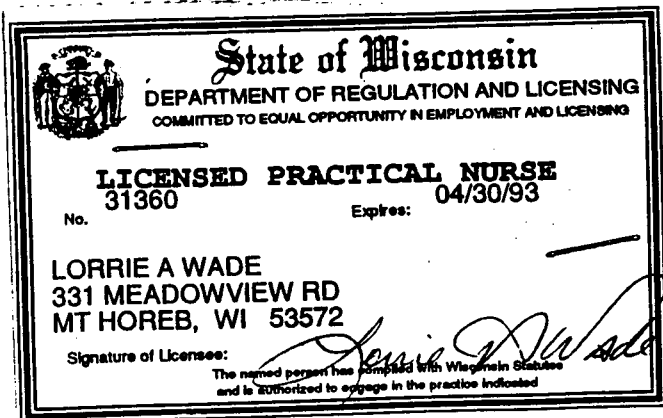 State of Wisconsin
DEPARTMENT OF REGULATION AND LICENSING
COMMITTED TO EQUAL OPPORTUNITY IN EMPLOYMENT AND LICENSING
LICENSED PRACTICAL NURSE
No. 31360 Expires: 04/30/93
LORRIE A WADE
331 MEADOWVIEW RD
MT HOREB, WI 53572
Signature of Licensee: Lorrie A Wade
The named person has complied with Wisconsin Statutes
and is authorized to engage in the practice indicated